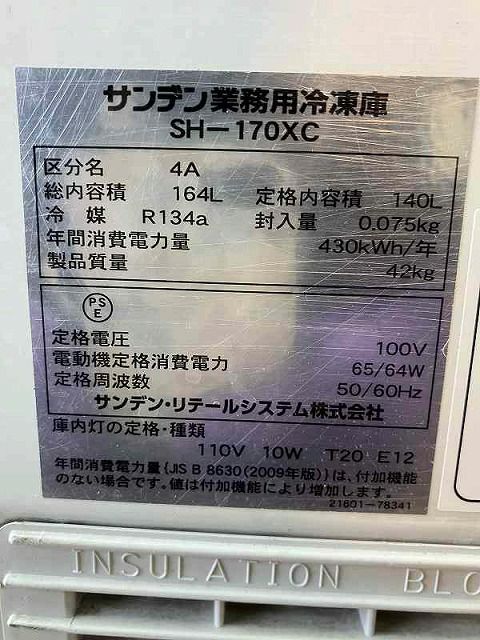 サンデン業務用冷凍庫
SH-170XC
区分名 4A
総内容積 164L 定格内容積 140L
冷 媒 R134a 封入量 0.075kg
年間消費電力量 430kWh/年
製品質量 42kg
PS
E
定格電圧 100V
電動機定格消費電力 65/64W
定格周波数 50/60Hz
サンデン・リテールシステム株式会社
庫内灯の定格・種類
110V 10W T20 E12
年間消費電力量{JIS B 8630(2009年版)}は、付加機能
のない場合です。値は付加機能により増加します。
21601-78341
INSULATION BLO